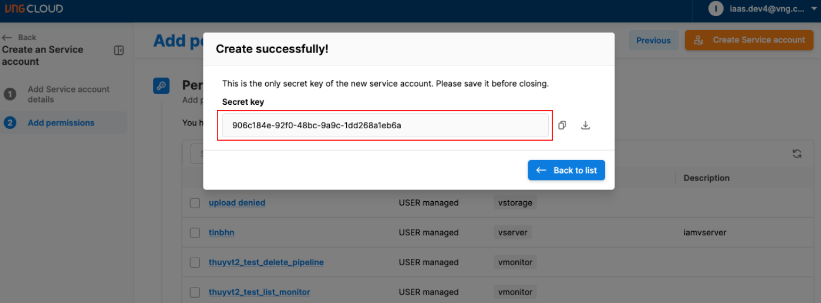 VNG CLOUD
iaas.dev4@vng.c...
Back
Create an Service account
1 Add Service account details
2 Add permissions
Add p
Previous
Create Service account
Per
Add p
You h
Create successfully!
This is the only secret key of the new service account. Please save it before closing.
Secret key
906c184e-92f0-48bc-9a9c-1dd268a1eb6a
Back to list
Description
upload denied USER managed vstorage
tinbhn USER managed vserver iamvserver
thuyvt2_test_delete_pipeline USER managed vmonitor
thuyvt2_test_list_monitor USER managed vmonitor